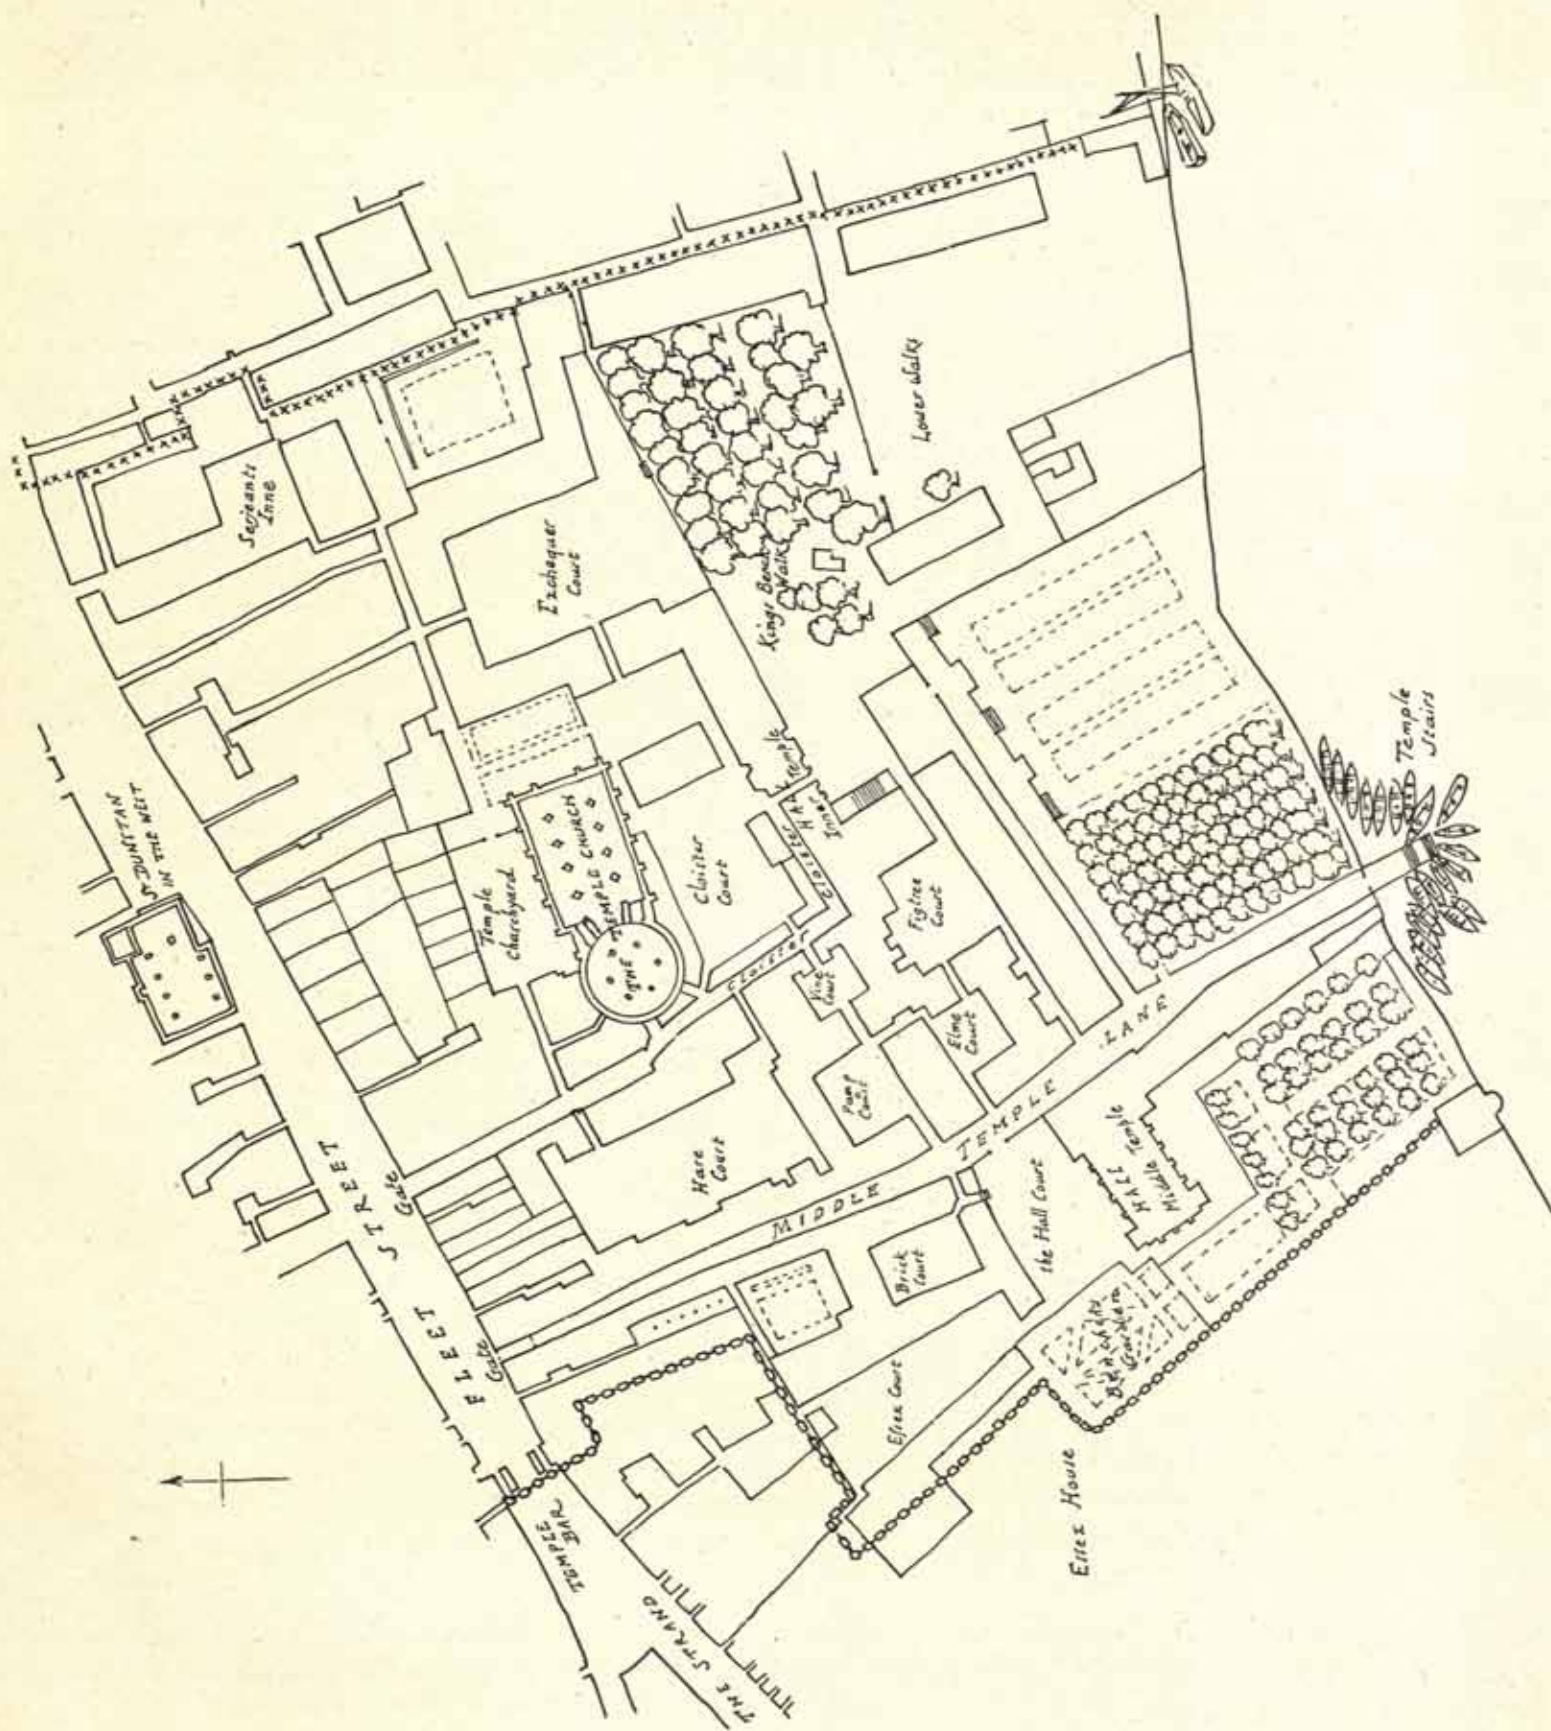 St DUNSTAN
IN THE WEST
FLEET STREET
Gate
Gate
TEMPLE
BAR
THE STRAND
Serjeants
Inne
Exchequer
Court
Temple
Churchyard
THE TEMPLE CHURCH
Cloister
Court
Cloister
Cloister
HALL
Inner Temple
Kings Bench
Walk
Lower Walks
Vine
Court
Figtree
Court
Elme
Court
Pump
Court
Hare
Court
MIDDLE TEMPLE LANE
Brick
Court
the Hall Court
HALL
Middle Temple
Essex Court
Garden
Essex House
Temple
Stairs